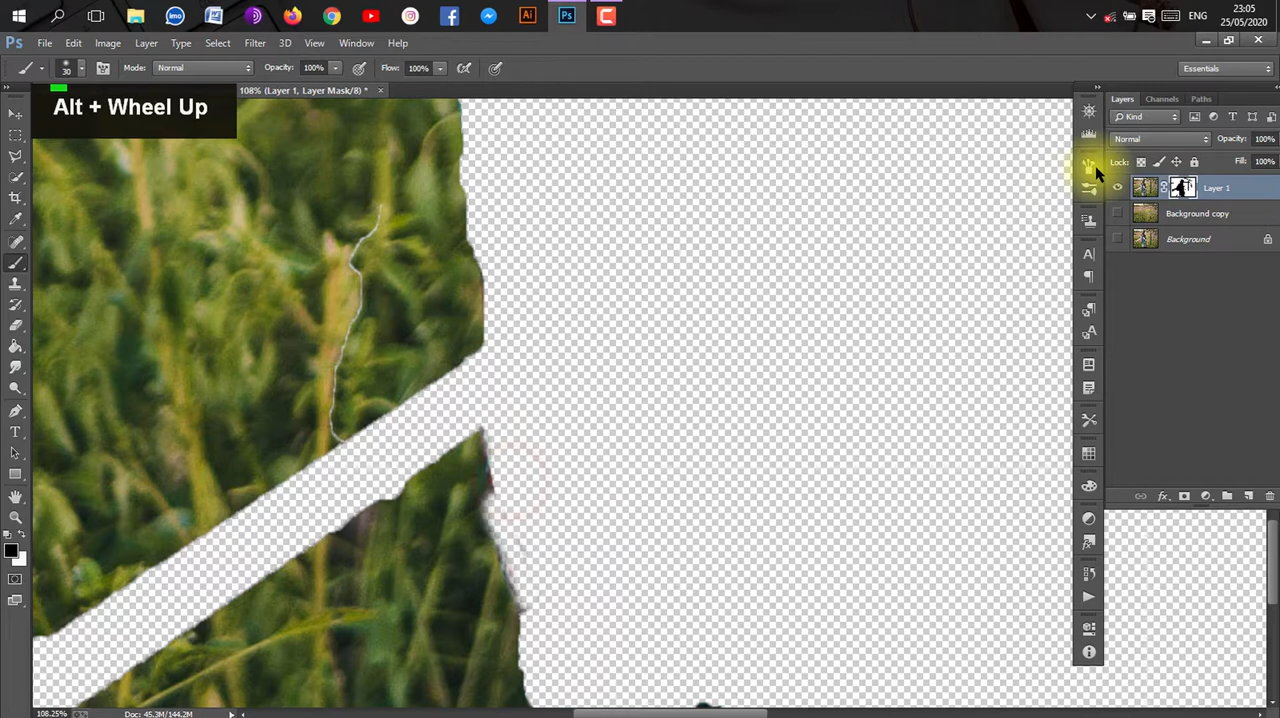 23:05
ENG
25/05/2020
Ps
File Edit Image Layer Type Select Filter 3D View Window Help
30 Mode: Normal Opacity: 100% Flow: 100% Essentials
Alt + Wheel Up
108% (Layer 1, Layer Mask/8) * ×
Layers Channels Paths
Kind
Normal Opacity: 100%
Lock: Fill: 100%
Layer 1
Background copy
Background
108.25% Doc: 45.3M/144.2M